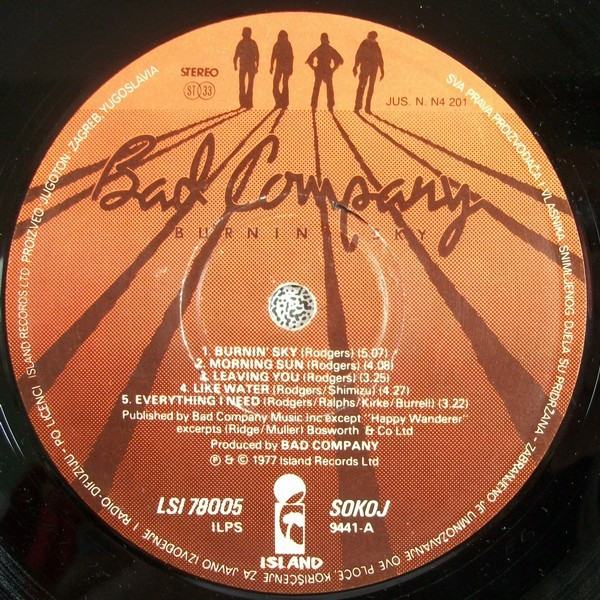 STEREO
ST 33
JUS. N. N4 201
Bad Company
BURNIN' SKY
1. BURNIN' SKY (Rodgers) (5.07)
2. MORNING SUN (Rodgers) (4.08)
3. LEAVING YOU (Rodgers) (3.25)
4. LIKE WATER (Rodgers/Shimizu) (4.27)
5. EVERYTHING I NEED (Rodgers/Ralphs/Kirke/Burrell) (3.22)
Published by Bad Company Music Inc except "Happy Wanderer"
excerpts (Ridge/Muller) Bosworth & Co Ltd
Produced by BAD COMPANY
Ⓟ & © 1977 Island Records Ltd
LSI 78005
SOKOJ
ILPS
9441-A
ISLAND
PROIZVEO JUGOTON ZAGREB YUGOSLAVIA
SVA PRAVA PROIZVOĐAČA I VLASNIKA SNIMLJENOG DJELA SU PRIDRŽANA - ZABRANJENO JE UMNOŽAVANJE OVE PLOČE, KORIŠĆENJE ZA JAVNO IZVOĐENJE I RADIO-DIFUZIJU - PO LICENCI ISLAND RECORDS LTD